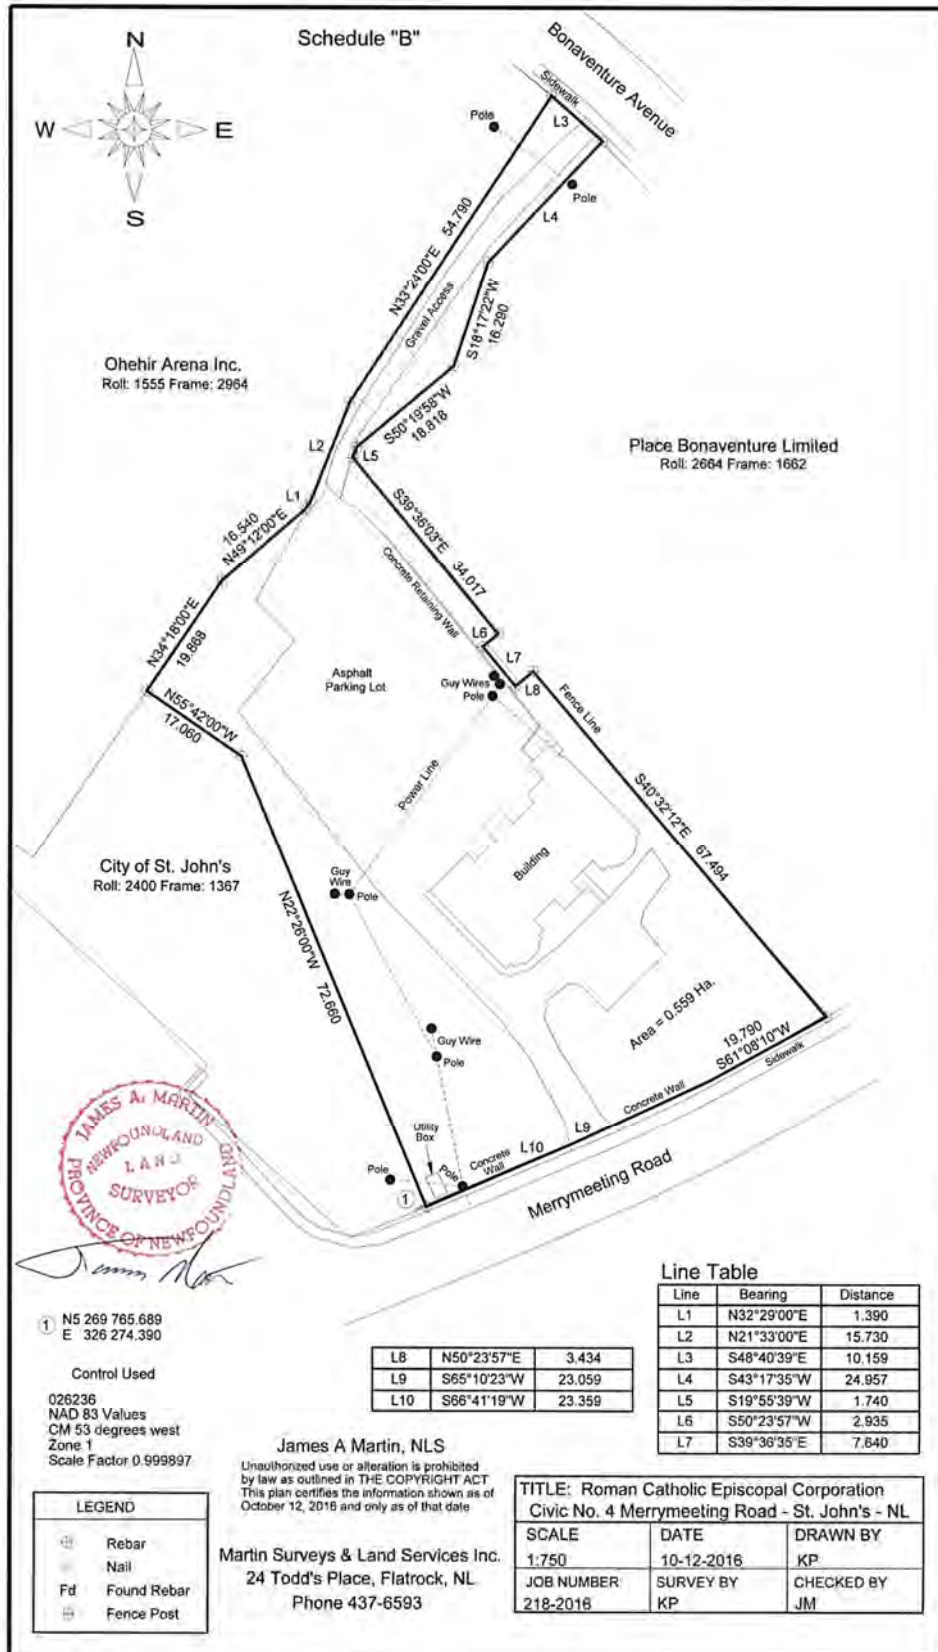 Schedule "B"
N
W
E
S
Bonaventure Avenue
Sidewalk
L3
Pole
Pole
L4
N33°24'00"E 54.790
Gravel Access
S18°17'22"W
16.290
Ohehir Arena Inc.
Roll: 1555 Frame: 2964
S50°19'58"W
18.818
L2
L5
Place Bonaventure Limited
Roll: 2664 Frame: 1662
L1
16.540
N49°12'00"E
S39°36'03"E 34.017
Concrete Retaining Wall
N34°18'00"E
19.868
L6
L7
L8
Asphalt
Parking Lot
Guy Wires
Pole
Fence Line
N55°42'00"W
17.060
Power Line
S40°32'12"E 67.494
Building
City of St. John's
Roll: 2400 Frame: 1367
Guy
Wire
Pole
N22°26'00"W 72.660
Area = 0.559 Ha.
Guy Wire
Pole
19.790
S61°08'10"W
Sidewalk
Concrete Wall
L9
L10
Concrete
Wall
Utility
Box
Pole
Pole
1
Merrymeeting Road
JAMES A. MARTIN
NEWFOUNDLAND
LAND
SURVEYOR
PROVINCE OF NEWFOUNDLAND
1 N5 269 765.689
E 326 274.390
Control Used
026236
NAD 83 Values
CM 53 degrees west
Zone 1
Scale Factor 0.999897
Line Table
Line Bearing Distance
L1 N32°29'00"E 1.390
L2 N21°33'00"E 15.730
L3 S48°40'39"E 10.159
L4 S43°17'35"W 24.957
L5 S19°55'39"W 1.740
L6 S50°23'57"W 2.935
L7 S39°36'35"E 7.640
L8 N50°23'57"E 3.434
L9 S65°10'23"W 23.059
L10 S66°41'19"W 23.359
James A Martin, NLS
Unauthorized use or alteration is prohibited
by law as outlined in THE COPYRIGHT ACT
This plan certifies the information shown as of
October 12, 2016 and only as of that date
Martin Surveys & Land Services Inc.
24 Todd's Place, Flatrock, NL
Phone 437-6593
LEGEND
Rebar
Nail
Fd Found Rebar
Fence Post
TITLE: Roman Catholic Episcopal Corporation
Civic No. 4 Merrymeeting Road - St. John's - NL
SCALE DATE DRAWN BY
1:750 10-12-2016 KP
JOB NUMBER SURVEY BY CHECKED BY
218-2016 KP JM